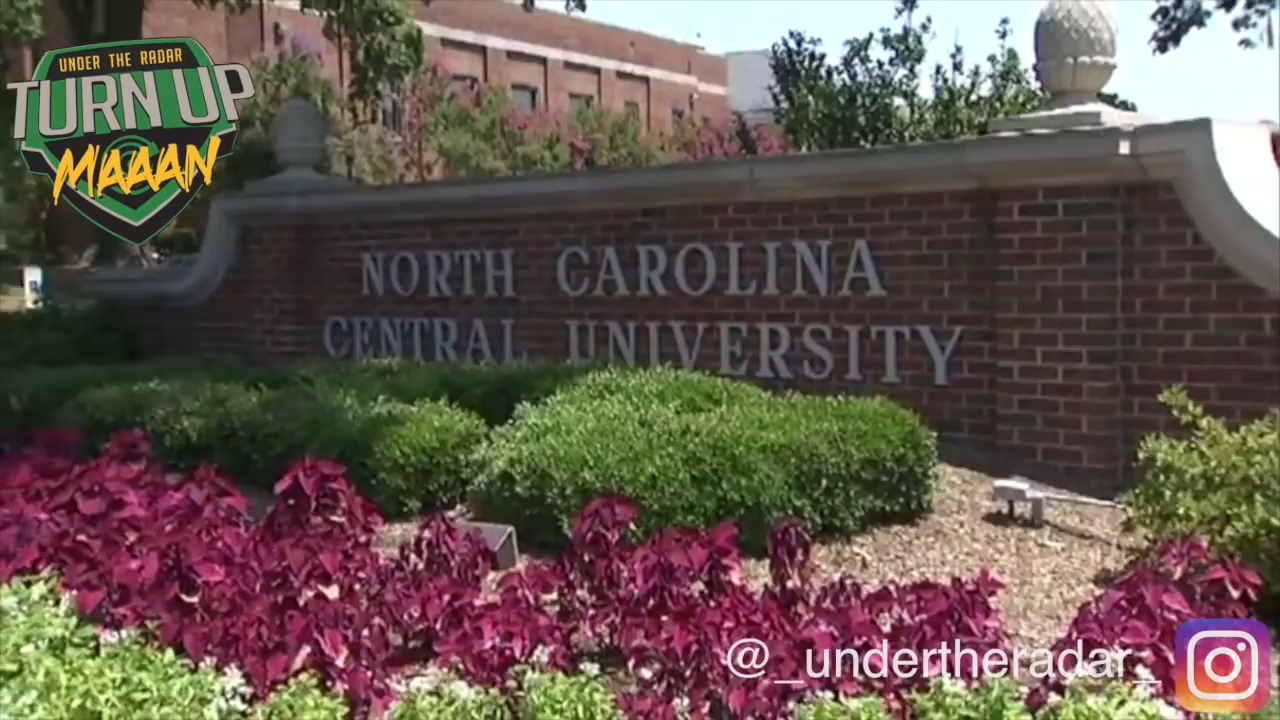 UNDER THE RADAR
TURN UP
MAAAN
NORTH CAROLINA
CENTRAL UNIVERSITY
@_undertheradar_